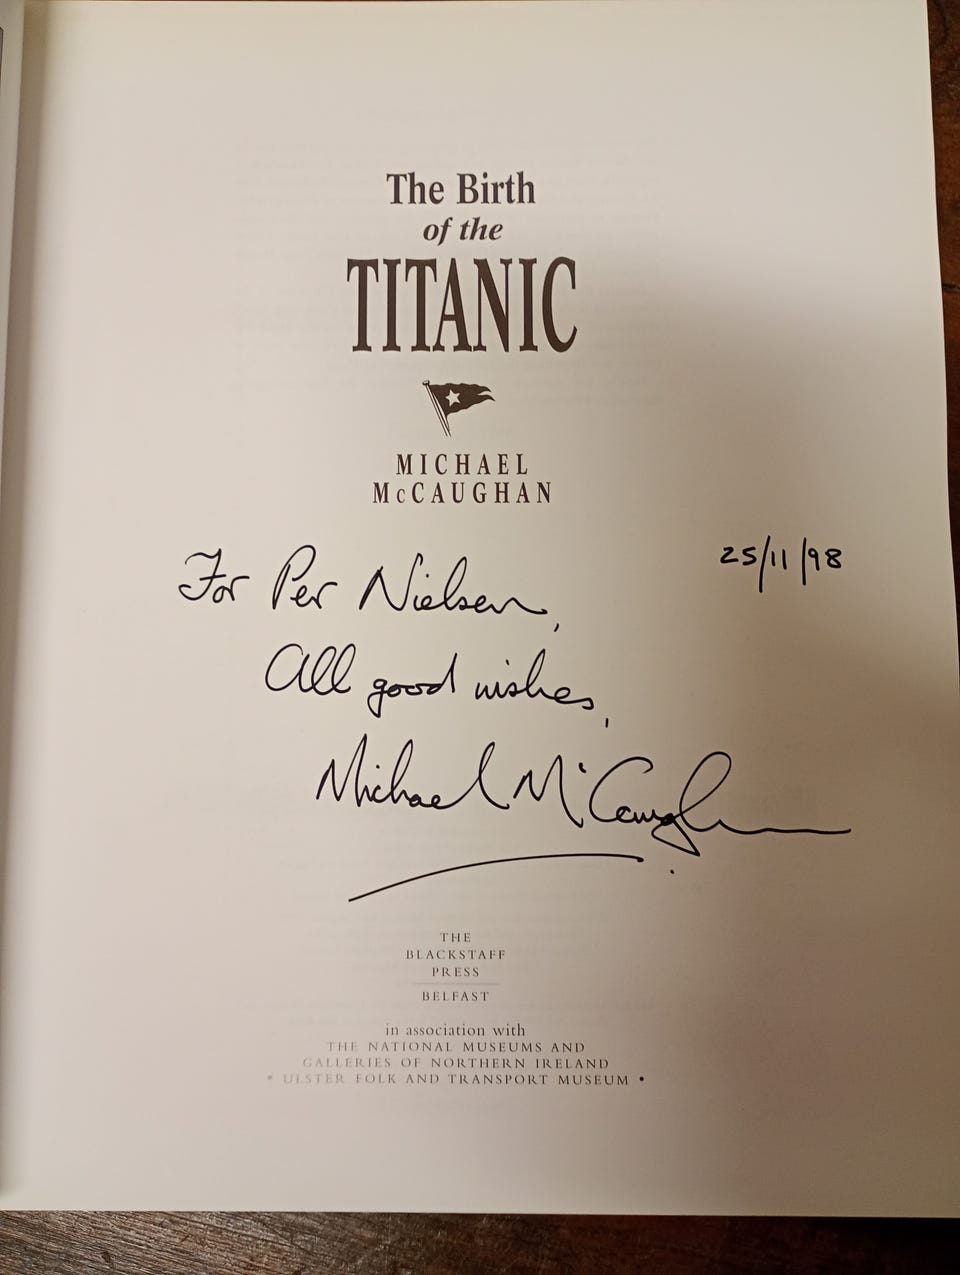 The Birth
of the
TITANIC
MICHAEL
McCAUGHAN
25/11/98
For Per Nielsen,
All good wishes,
Michael McCaughan
THE
BLACKSTAFF
PRESS
BELFAST
in association with
THE NATIONAL MUSEUMS AND
GALLERIES OF NORTHERN IRELAND
• ULSTER FOLK AND TRANSPORT MUSEUM •